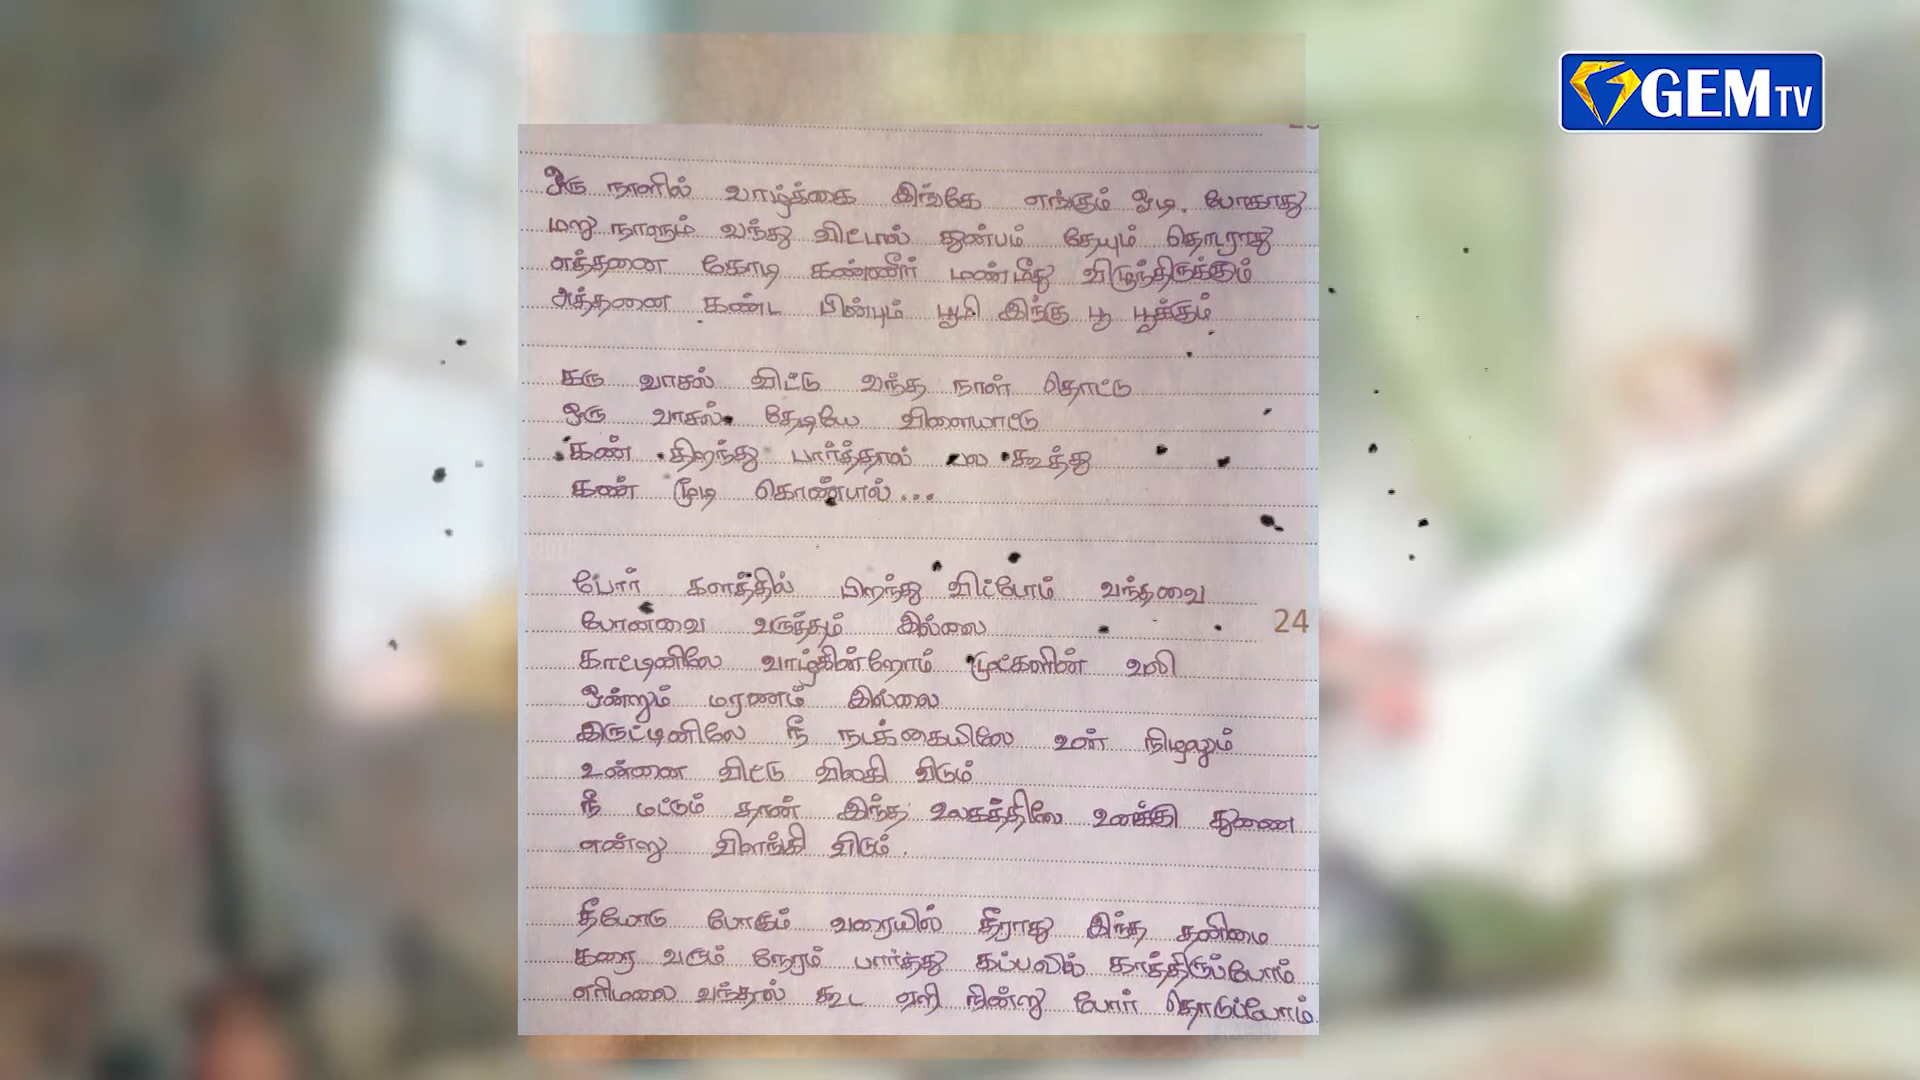 GEM TV
ஒரு நாளில் வாழ்க்கை இங்கே எங்கும் ஓடி போகாது
மறு நாளும் வந்து விட்டால் துன்பம் தேயும் தொடராது
எத்தனை கோடி கண்ணீர் மண்மீது விழுந்திருக்கும்
அத்தனை கண்ட பின்பும் பூமி இங்கு பூ பூக்கும்
கரு வாசல் விட்டு வந்த நாள் தொட்டு
ஒரு வாசல் தேடியே விளையாட்டு
கண் திறந்து பார்த்தால் பல கூத்து
கண் மூடி கொண்டால்...
போர் களத்தில் பிறந்து விட்டோம் வந்தவை
போனவை வருத்தம் இல்லை
24
காட்டினிலே வாழ்கின்றோம் முட்களின் வலி
ஒன்றும் மரணம் இல்லை
இருட்டினிலே நீ நடக்கையிலே உன் நிழலும்
உன்னை விட்டு விலகி விடும்
நீ மட்டும் தான் இந்த உலகத்திலே உனக்கு துணை
என்று விளங்கி விடும்.
தீயோடு போகும் வரையில் தீராது இந்த தனிமை
கரை வரும் நேரம் பார்த்து கப்பலில் காத்திருப்போம்
எரிமலை வந்தால் கூட ஏறி நின்று போர் தொடுப்போம்